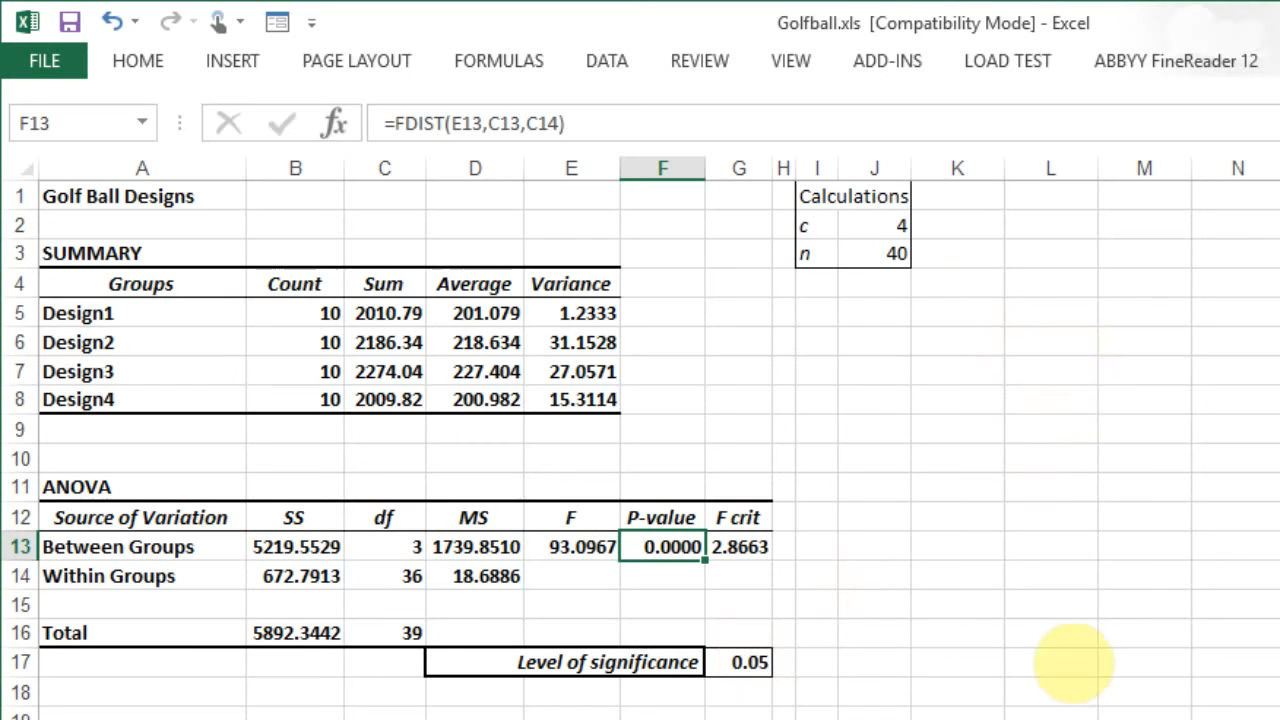 Golfball.xls [Compatibility Mode] - Excel
FILE HOME INSERT PAGE LAYOUT FORMULAS DATA REVIEW VIEW ADD-INS LOAD TEST ABBYY FineReader 12
F13 fx =FDIST(E13,C13,C14)
A B C D E F G H I J K L M N
1 Golf Ball Designs Calculations
2 c 4
3 SUMMARY n 40
4 Groups Count Sum Average Variance
5 Design1 10 2010.79 201.079 1.2333
6 Design2 10 2186.34 218.634 31.1528
7 Design3 10 2274.04 227.404 27.0571
8 Design4 10 2009.82 200.982 15.3114
9
10
11 ANOVA
12 Source of Variation SS df MS F P-value F crit
13 Between Groups 5219.5529 3 1739.8510 93.0967 0.0000 2.8663
14 Within Groups 672.7913 36 18.6886
15
16 Total 5892.3442 39
17 Level of significance 0.05
18